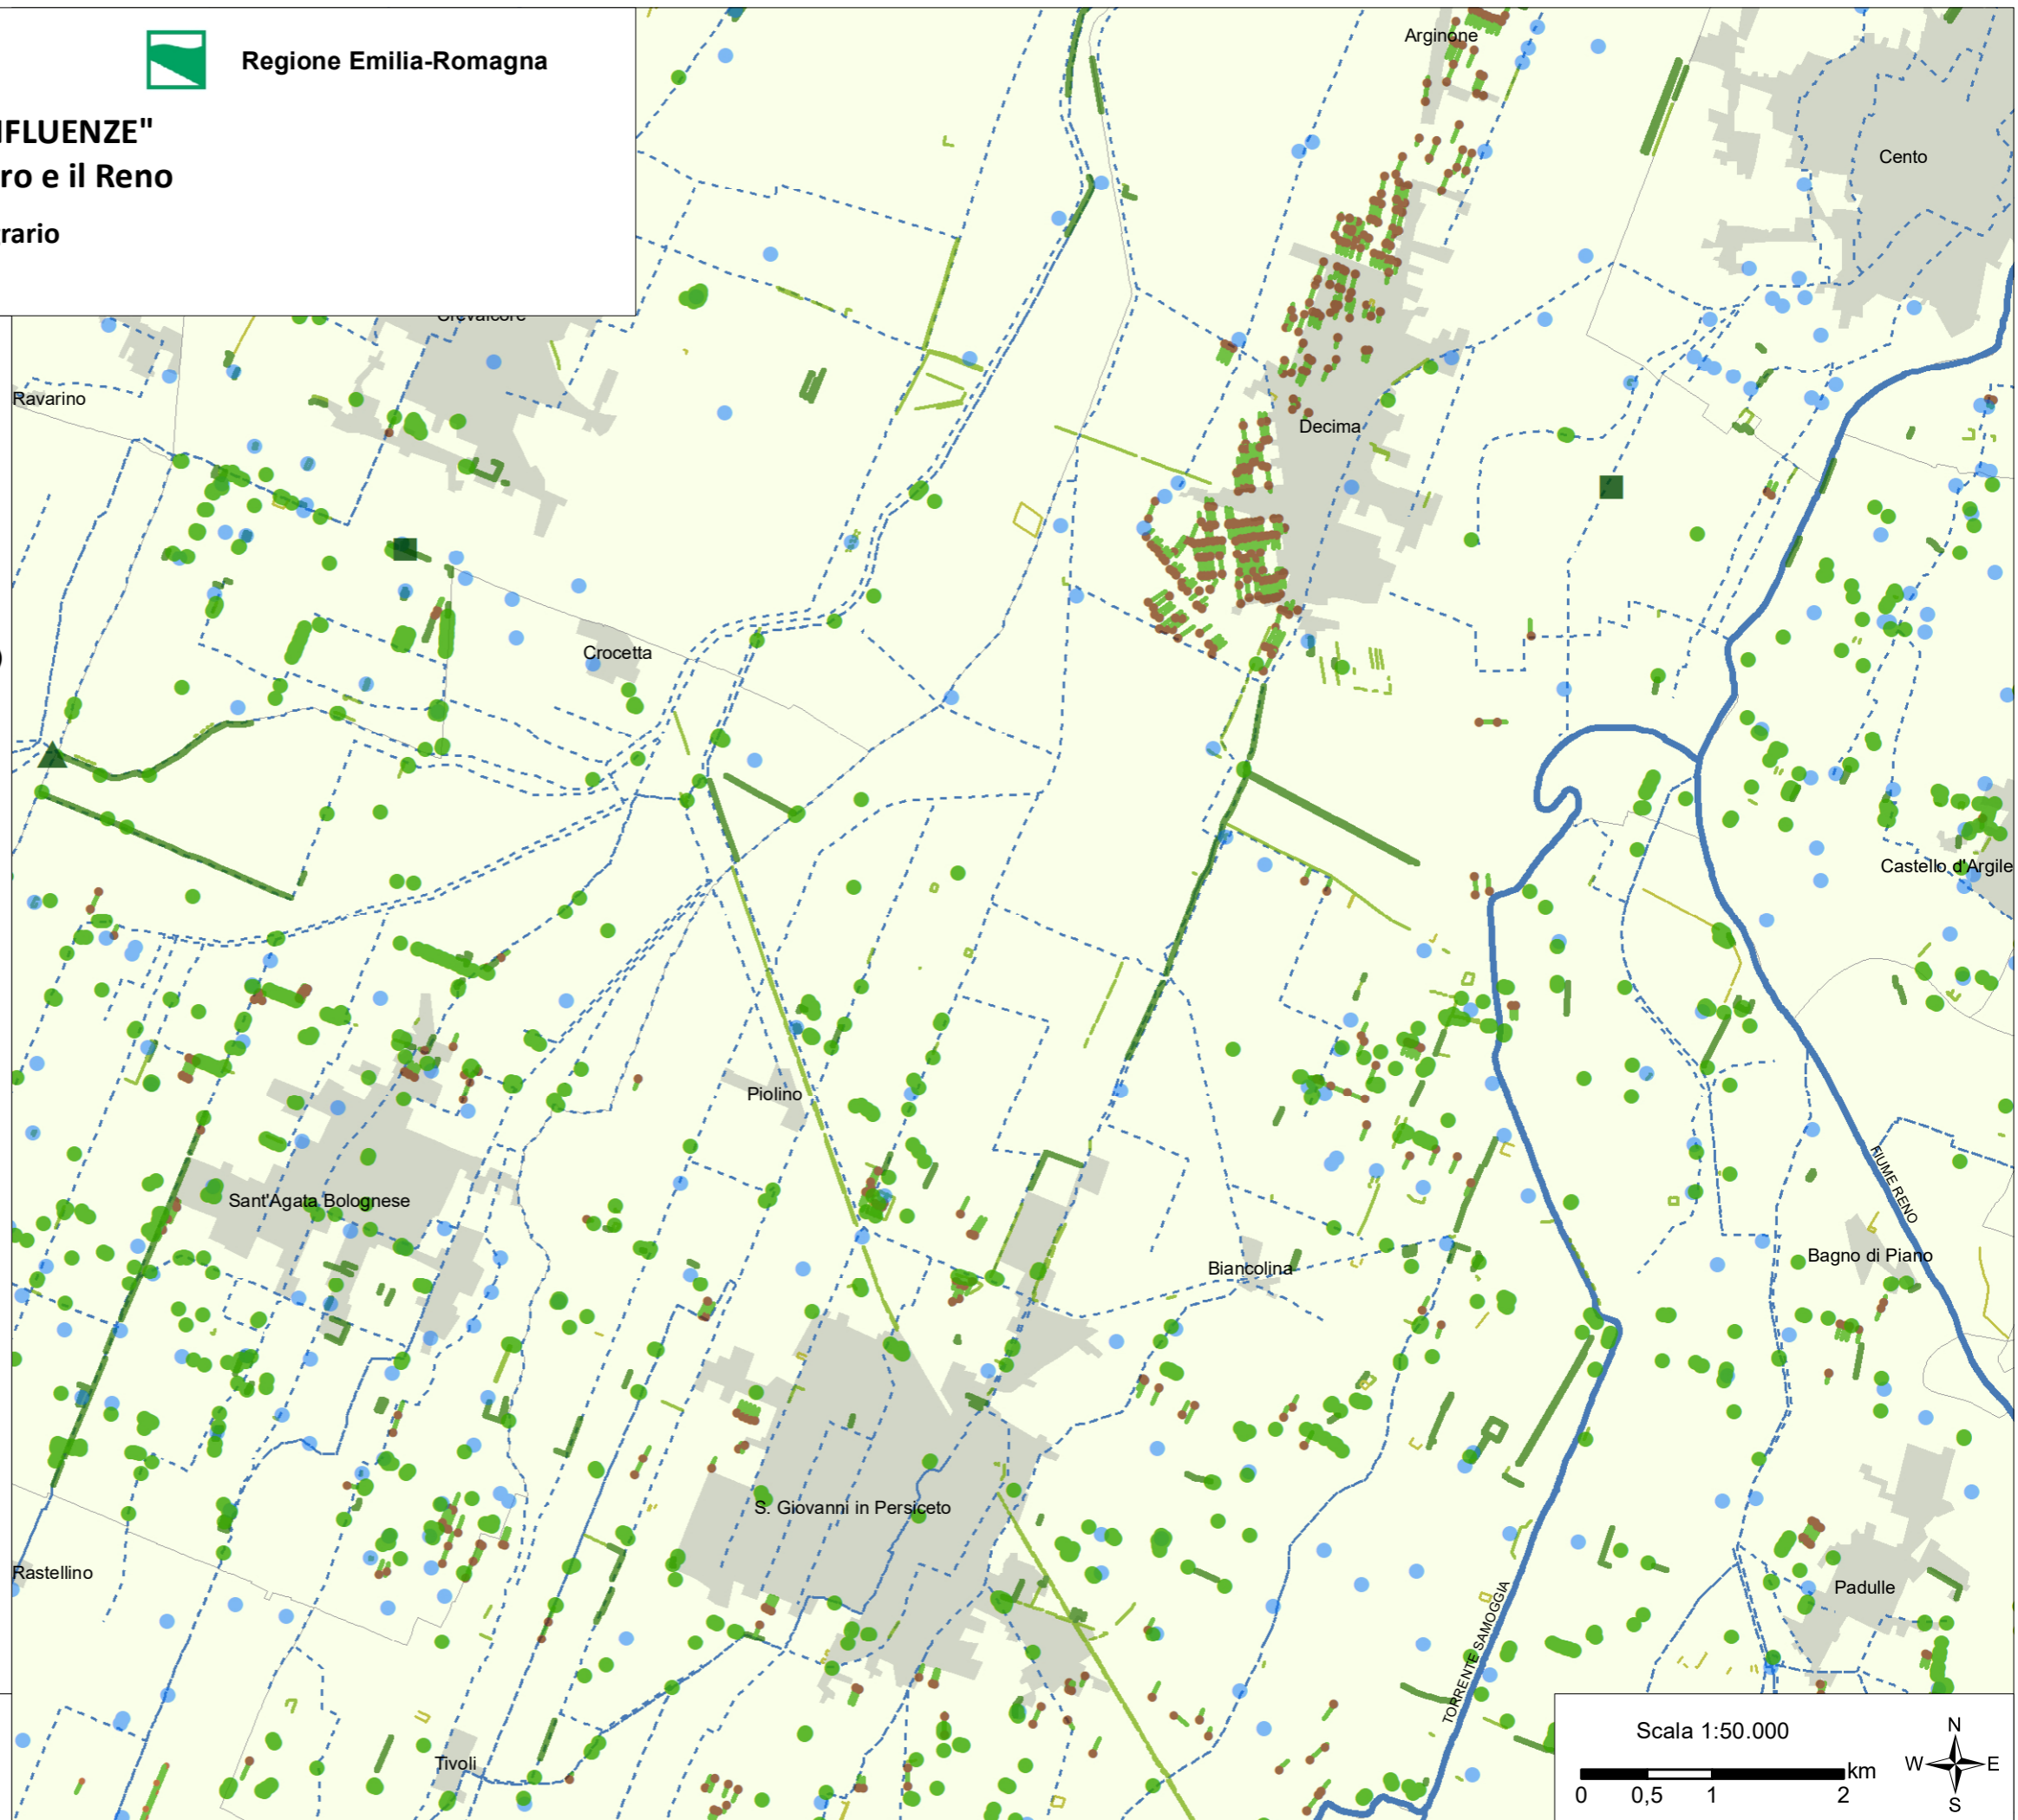 Regione Emilia-Romagna
NFLUENZE"
ro e il Reno
rario
)
Arginone
Cento
Crevalcore
Ravarino
Decima
Crocetta
Castello d'Argile
Piolino
Sant'Agata Bolognese
FIUME RENO
Bagno di Piano
Biancolina
S. Giovanni in Persiceto
Rastellino
Padulle
TORRENTE SAMOGGIA
Tivoli
Scala 1:50.000
km
0 0,5 1 2
N
W E
S